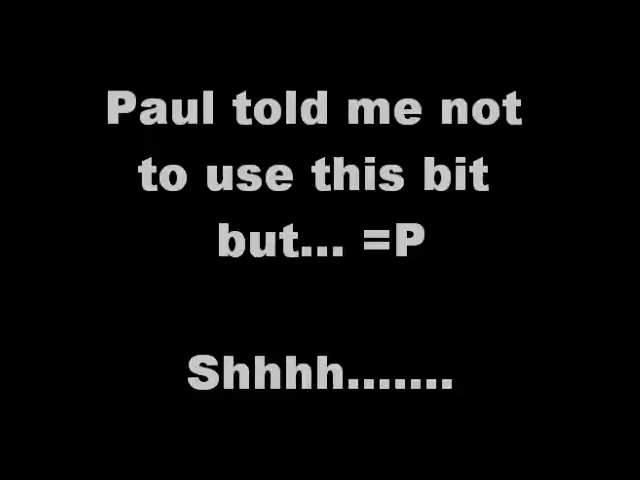 Paul told me not
to use this bit
but... =P
Shhhh.......